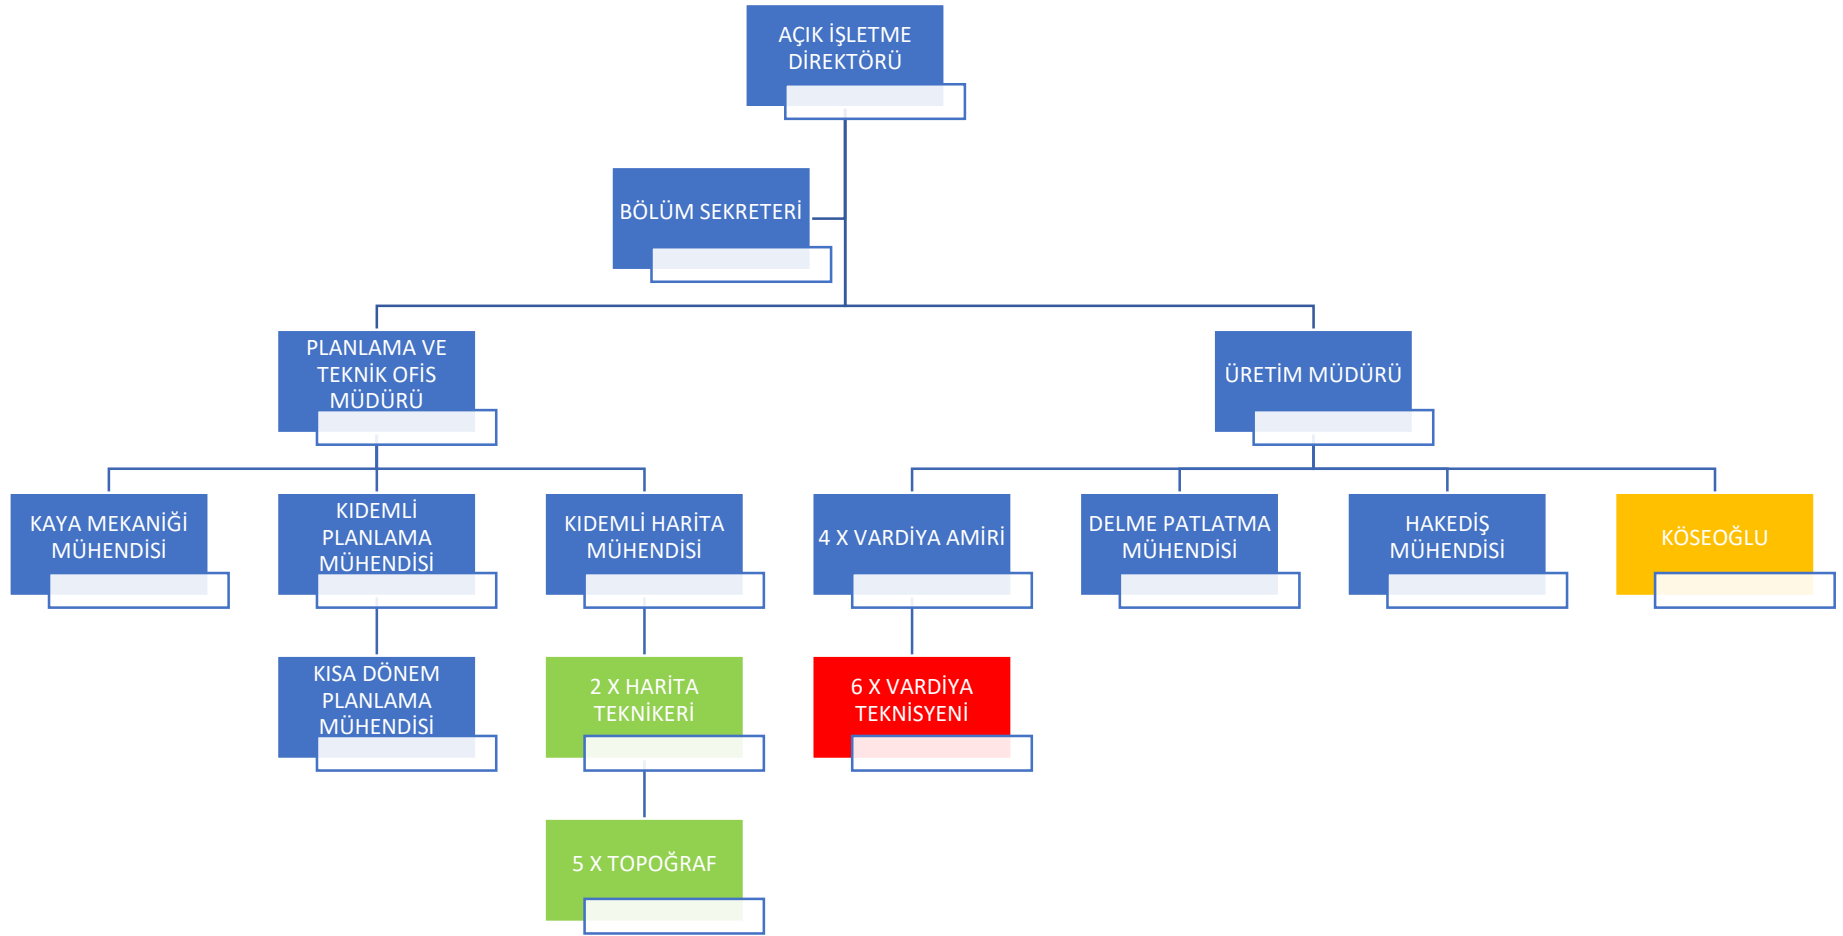 AÇIK İŞLETME
DİREKTÖRÜ
BÖLÜM SEKRETERİ
PLANLAMA VE
TEKNİK OFİS
MÜDÜRÜ
ÜRETİM MÜDÜRÜ
KAYA MEKANİĞİ
MÜHENDİSİ
KIDEMLİ
PLANLAMA
MÜHENDİSİ
KIDEMLİ HARİTA
MÜHENDİSİ
4 X VARDİYA AMİRİ
DELME PATLATMA
MÜHENDİSİ
HAKEDİŞ
MÜHENDİSİ
KÖSEOĞLU
KISA DÖNEM
PLANLAMA
MÜHENDİSİ
2 X HARİTA
TEKNİKERİ
6 X VARDİYA
TEKNİSYENİ
5 X TOPOĞRAF